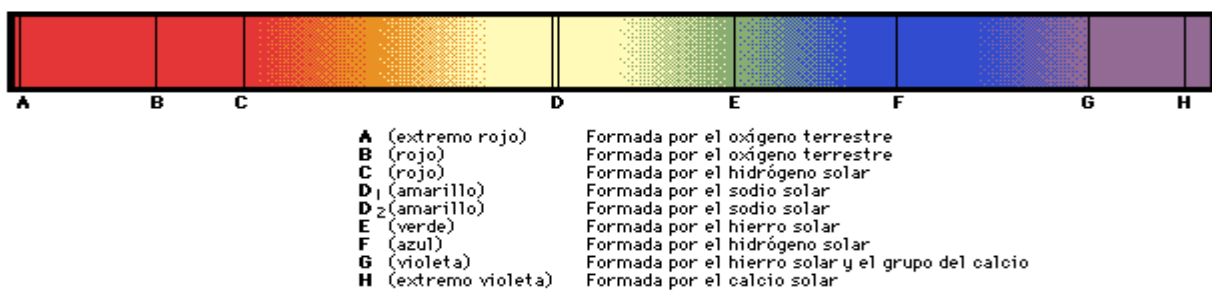 A B C D E F G H
A (extremo rojo) Formada por el oxígeno terrestre
B (rojo) Formada por el oxígeno terrestre
C (rojo) Formada por el hidrógeno solar
D₁ (amarillo) Formada por el sodio solar
D₂ (amarillo) Formada por el sodio solar
E (verde) Formada por el hierro solar
F (azul) Formada por el hidrógeno solar
G (violeta) Formada por el hierro solar y el grupo del calcio
H (extremo violeta) Formada por el calcio solar